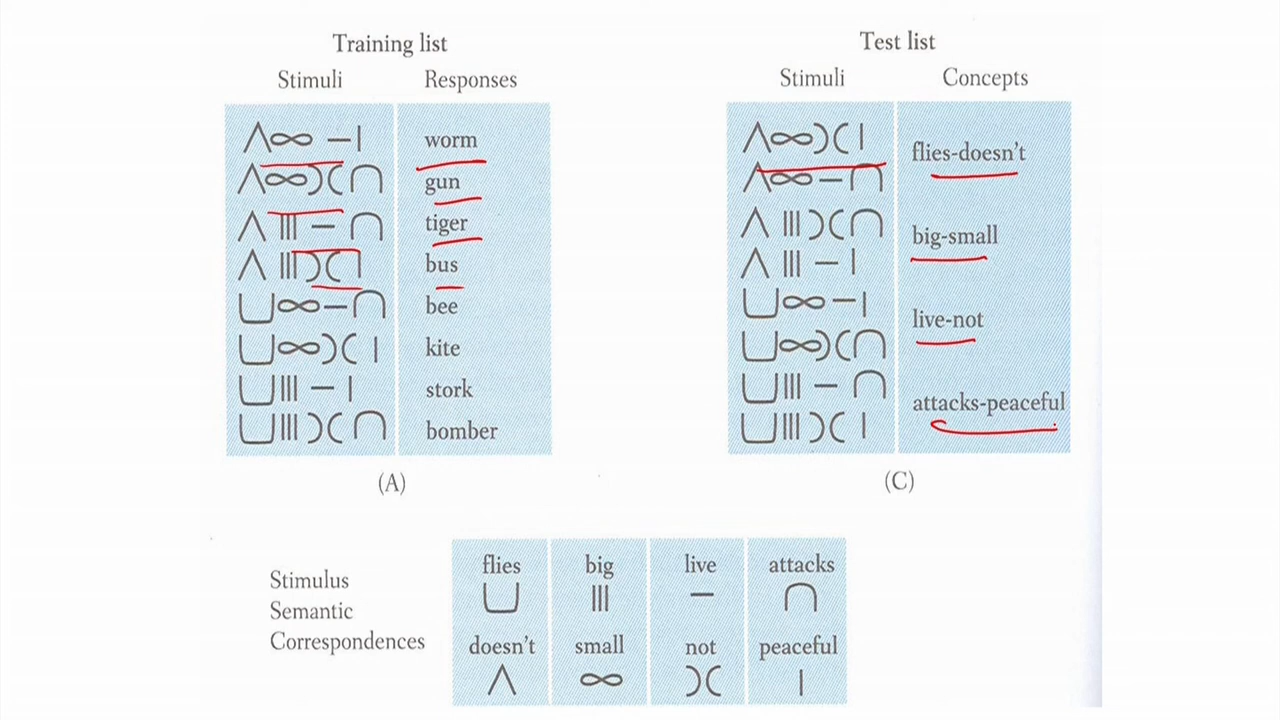 Training list
Stimuli Responses
∧∞ – | worm
∧∞)(∩ gun
∧ ||| – ∩ tiger
∧ |||)(| bus
⊔∞–∩ bee
⊔∞)( | kite
⊔||| – | stork
⊔|||)(∩ bomber
(A)
Test list
Stimuli Concepts
∧∞)( |
∧∞ – ∩
flies-doesn't
∧ |||)(∩
∧ ||| – |
big-small
⊔∞ – |
⊔∞)(∩
live-not
⊔||| – ∩
⊔|||)( |
attacks-peaceful
(C)
Stimulus
Semantic
Correspondences
flies big live attacks
⊔ ||| – ∩
doesn't small not peaceful
∧ ∞ )( |